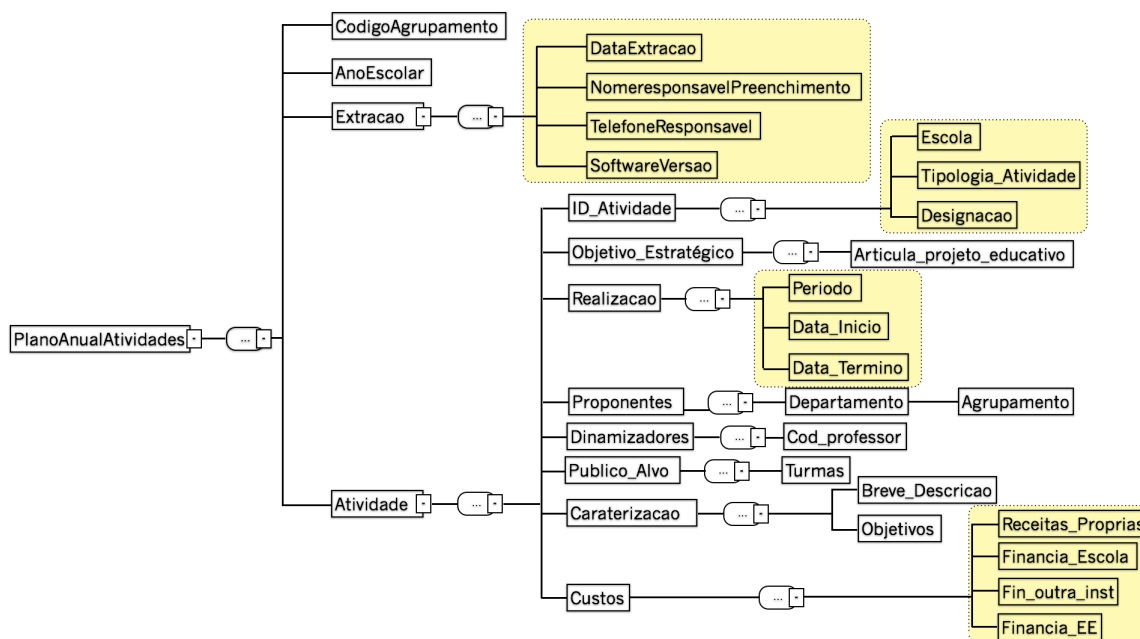 CodigoAgrupamento
DataExtracao
AnoEscolar
NomeresponsavelPreenchimento
Extracao
...
TelefoneResponsavel
Escola
SoftwareVersao
Tipologia_Atividade
ID_Atividade
...
Designacao
Objetivo_Estratégico
...
Articula_projeto_educativo
Realizacao
...
Periodo
Data_Inicio
PlanoAnualAtividades
...
Data_Termino
Proponentes
...
Departamento
Agrupamento
Dinamizadores
...
Cod_professor
Publico_Alvo
...
Turmas
Breve_Descricao
Atividade
...
Caraterizacao
...
Objetivos
Receitas_Proprias
Financia_Escola
Custos
...
Fin_outra_inst
Financia_EE